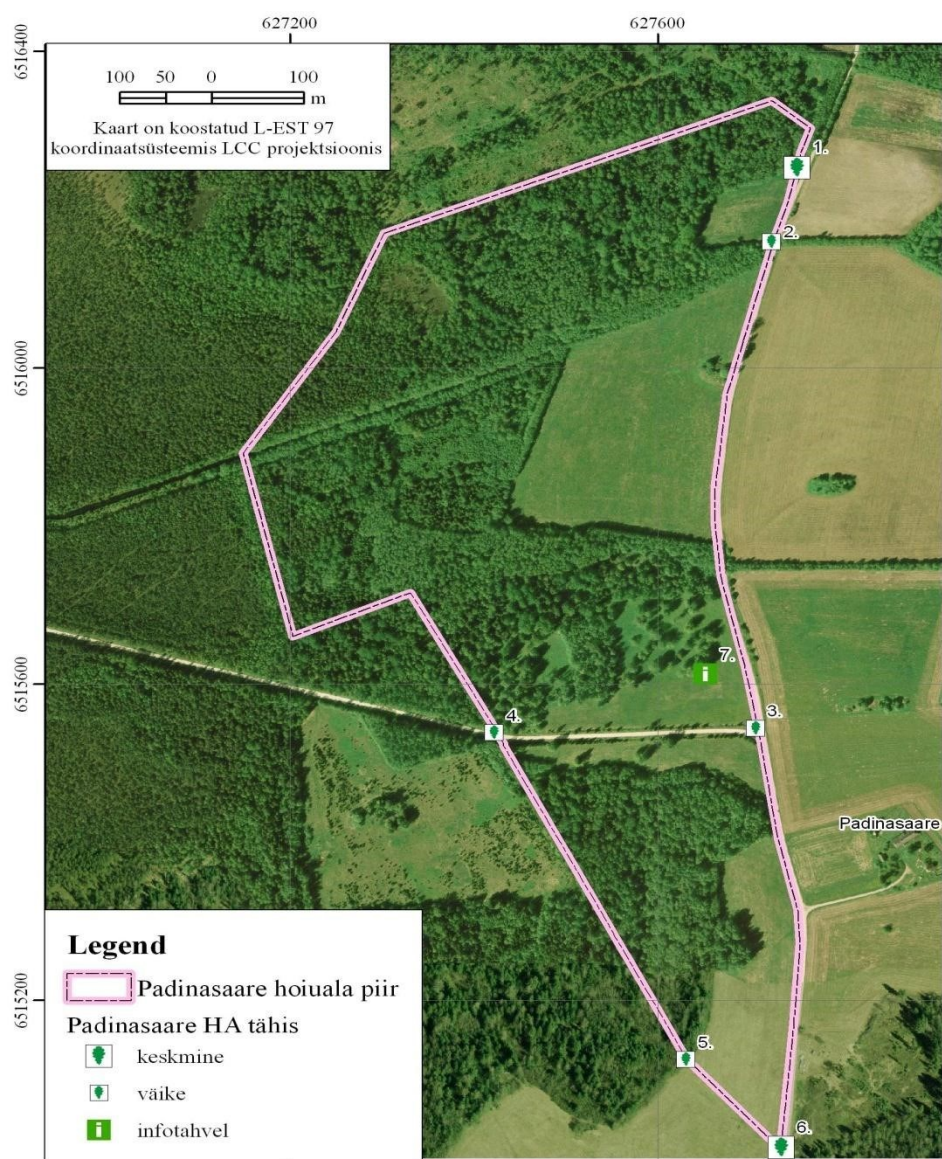 627200
627600
6516400
100 50 0 100
m
Kaart on koostatud L-EST 97
koordinaatsüsteemis LCC projektsioonis
1.
2.
6516000
7.
6515600
3.
4.
Padinasaare
6515200
5.
6.
Legend
Padinasaare hoiuala piir
Padinasaare HA tähis
keskmine
väike
i infotahvel